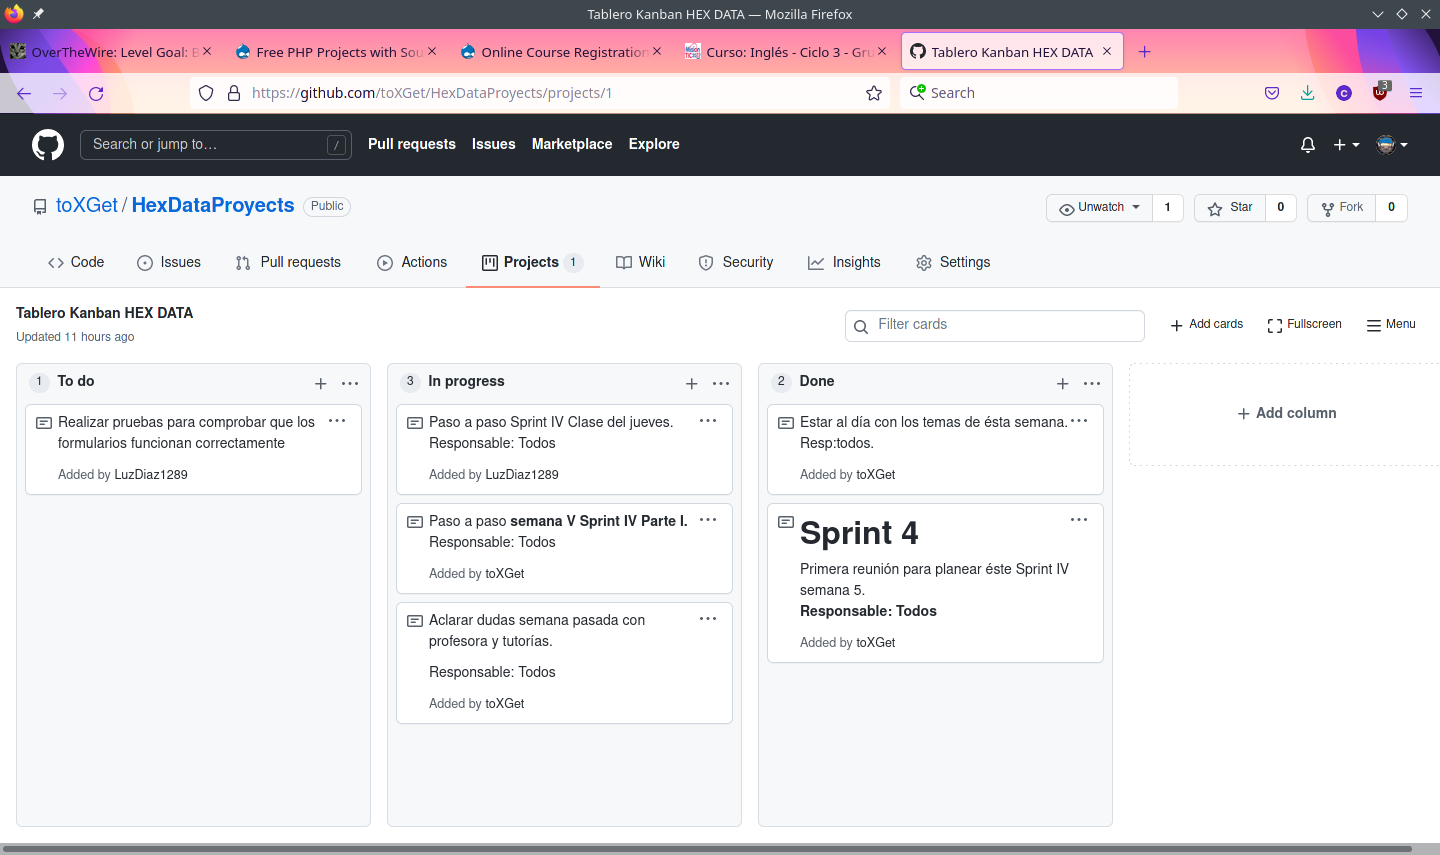 Tablero Kanban HEX DATA — Mozilla Firefox
OverTheWire: Level Goal: B
Free PHP Projects with Sou
Online Course Registration
Curso: Inglés - Ciclo 3 - Gru
Tablero Kanban HEX DATA
https://github.com/toXGet/HexDataProyects/projects/1
Search
C
3
Search or jump to…
/
Pull requests
Issues
Marketplace
Explore
toXGet / HexDataProyects
Public
Unwatch
1
Star
0
Fork
0
Code
Issues
Pull requests
Actions
Projects 1
Wiki
Security
Insights
Settings
Tablero Kanban HEX DATA
Updated 11 hours ago
Filter cards
Add cards
Fullscreen
Menu
1 To do
Realizar pruebas para comprobar que los
formularios funcionan correctamente
Added by LuzDiaz1289
3 In progress
Paso a paso Sprint IV Clase del jueves.
Responsable: Todos
Added by LuzDiaz1289
Paso a paso semana V Sprint IV Parte I.
Responsable: Todos
Added by toXGet
Aclarar dudas semana pasada con
profesora y tutorías.
Responsable: Todos
Added by toXGet
2 Done
Estar al día con los temas de ésta semana.
Resp:todos.
Added by toXGet
Sprint 4
Primera reunión para planear éste Sprint IV
semana 5.
Responsable: Todos
Added by toXGet
Add column